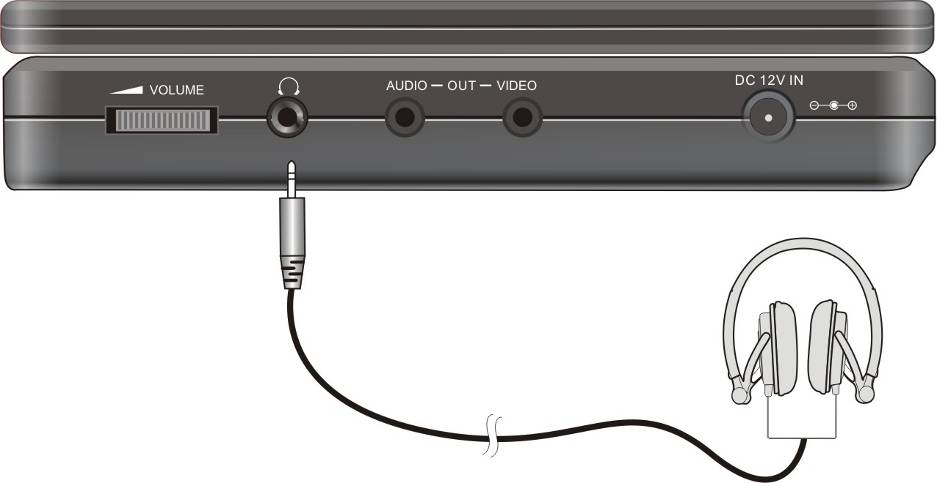 VOLUME
AUDIO — OUT — VIDEO
DC 12V IN